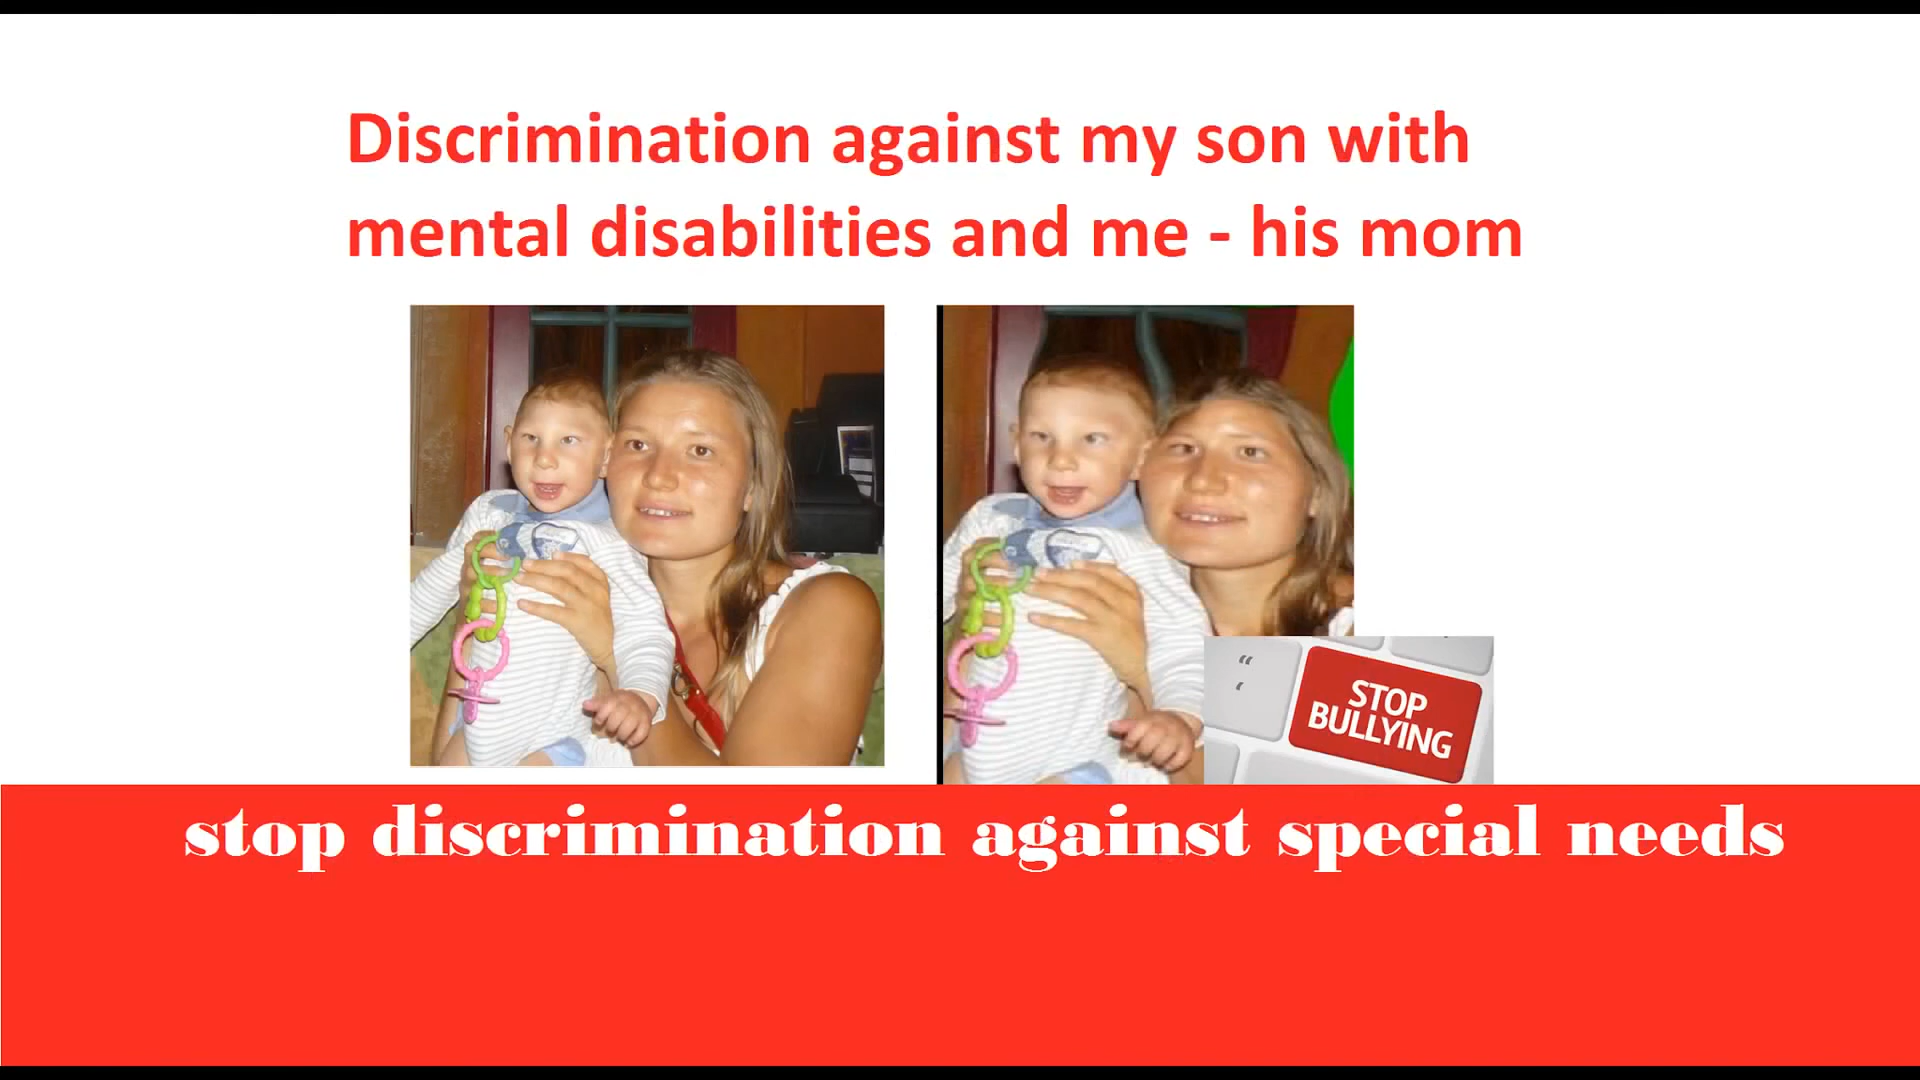 Discrimination against my son with
mental disabilities and me - his mom
STOP
BULLYING
stop discrimination against special needs